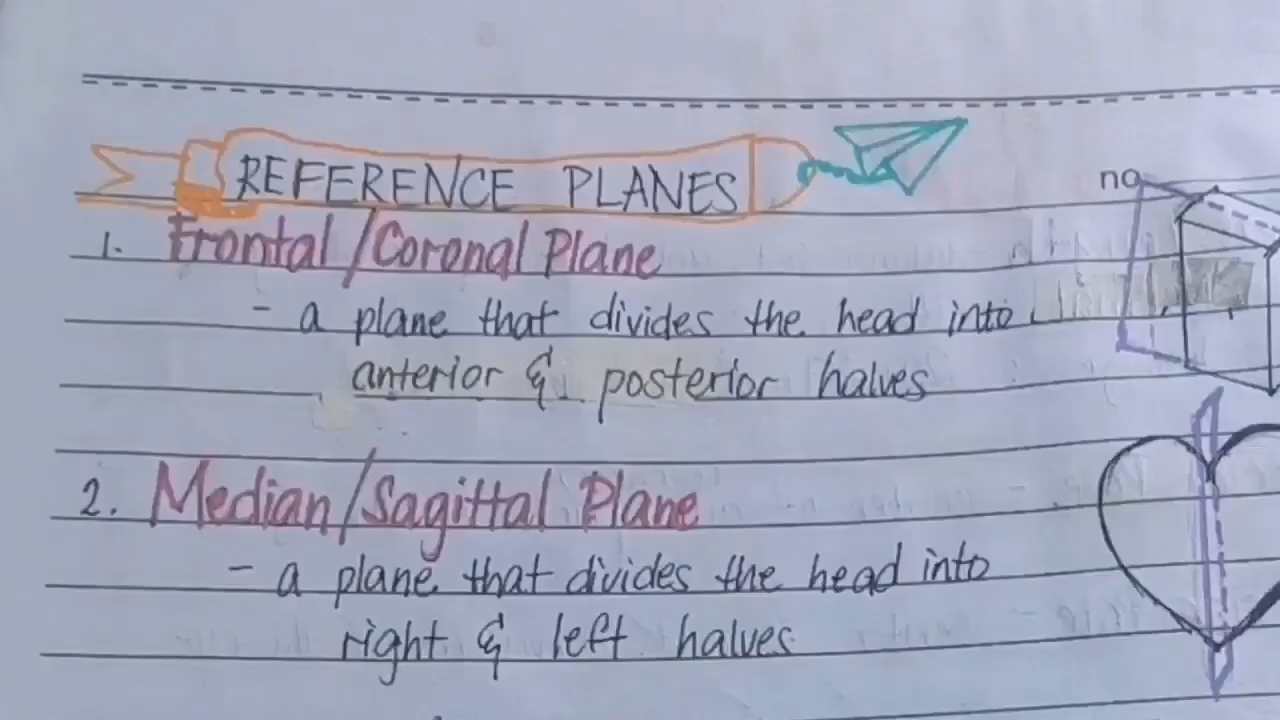 REFERENCE PLANES
no
1. Frontal/Coronal Plane
- a plane that divides the head into
anterior & posterior halves
2. Median/Sagittal Plane
- a plane that divides the head into
right & left halves